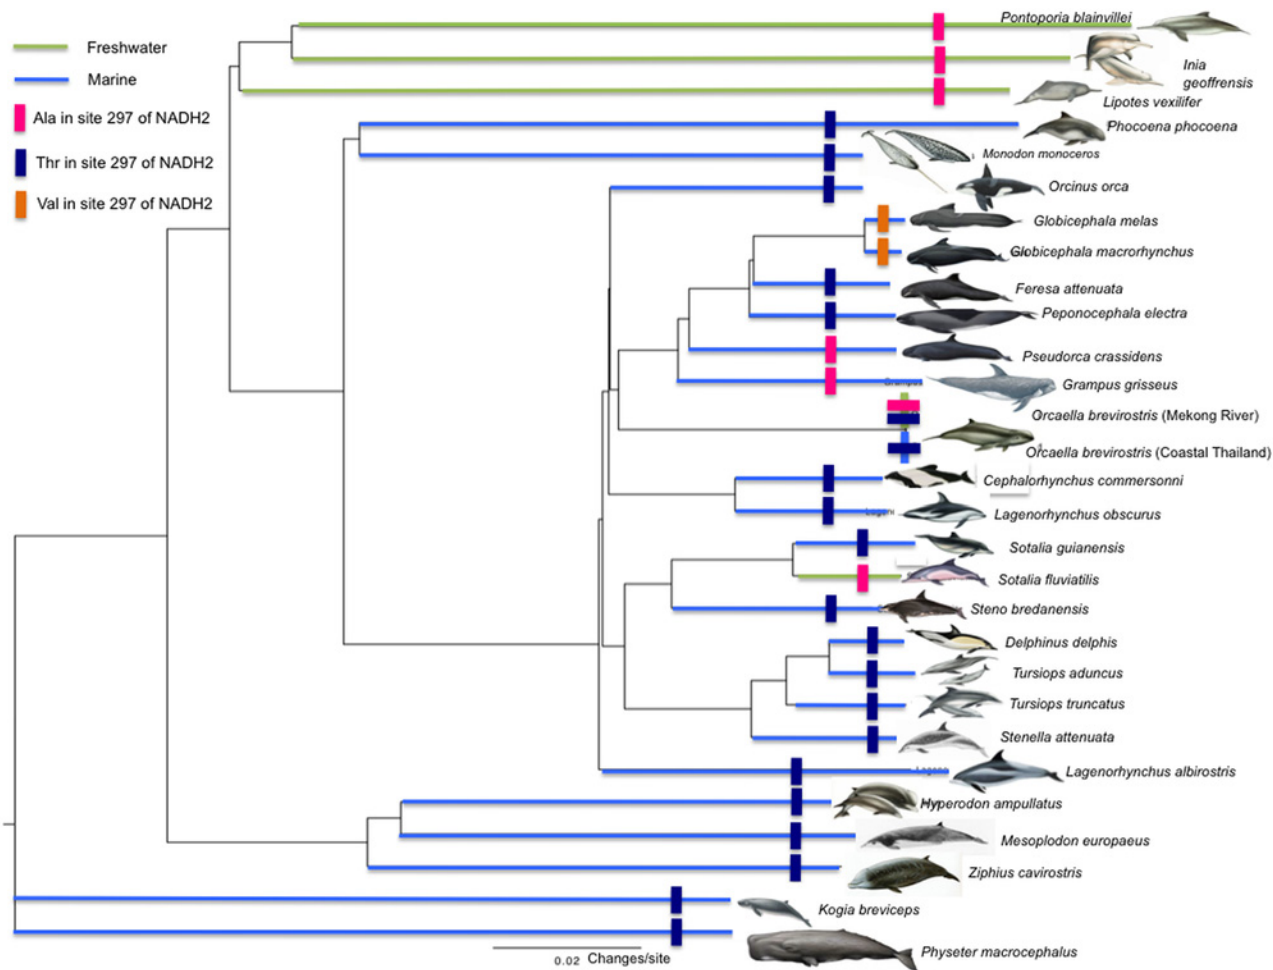 Pontoporia blainvillei
Freshwater
Marine
Inia
geoffrensis
Lipotes vexilifer
Ala in site 297 of NADH2
Phocoena phocoena
Thr in site 297 of NADH2
Monodon monoceros
Orcinus orca
Val in site 297 of NADH2
Globicephala melas
Globicephala macrorhynchus
Feresa attenuata
Peponocephala electra
Pseudorca crassidens
Grampus grisseus
Orcaella brevirostris (Mekong River)
Orcaella brevirostris (Coastal Thailand)
Cephalorhynchus commersonni
Lagenorhynchus obscurus
Sotalia guianensis
Sotalia fluviatilis
Steno bredanensis
Delphinus delphis
Tursiops aduncus
Tursiops truncatus
Stenella attenuata
Lagenorhynchus albirostris
Hyperodon ampullatus
Mesoplodon europaeus
Ziphius cavirostris
Kogia breviceps
Physeter macrocephalus
0.02 Changes/site